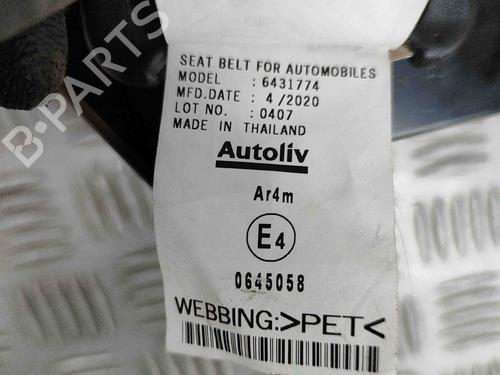 B-PARTS
SEAT BELT FOR AUTOMOBILES
MODEL : 6431774
MFD.DATE : 4/2020
LOT NO. : 0407
MADE IN THAILAND
Autoliv
Ar4m
E4
0645058
WEBBING:>PET<